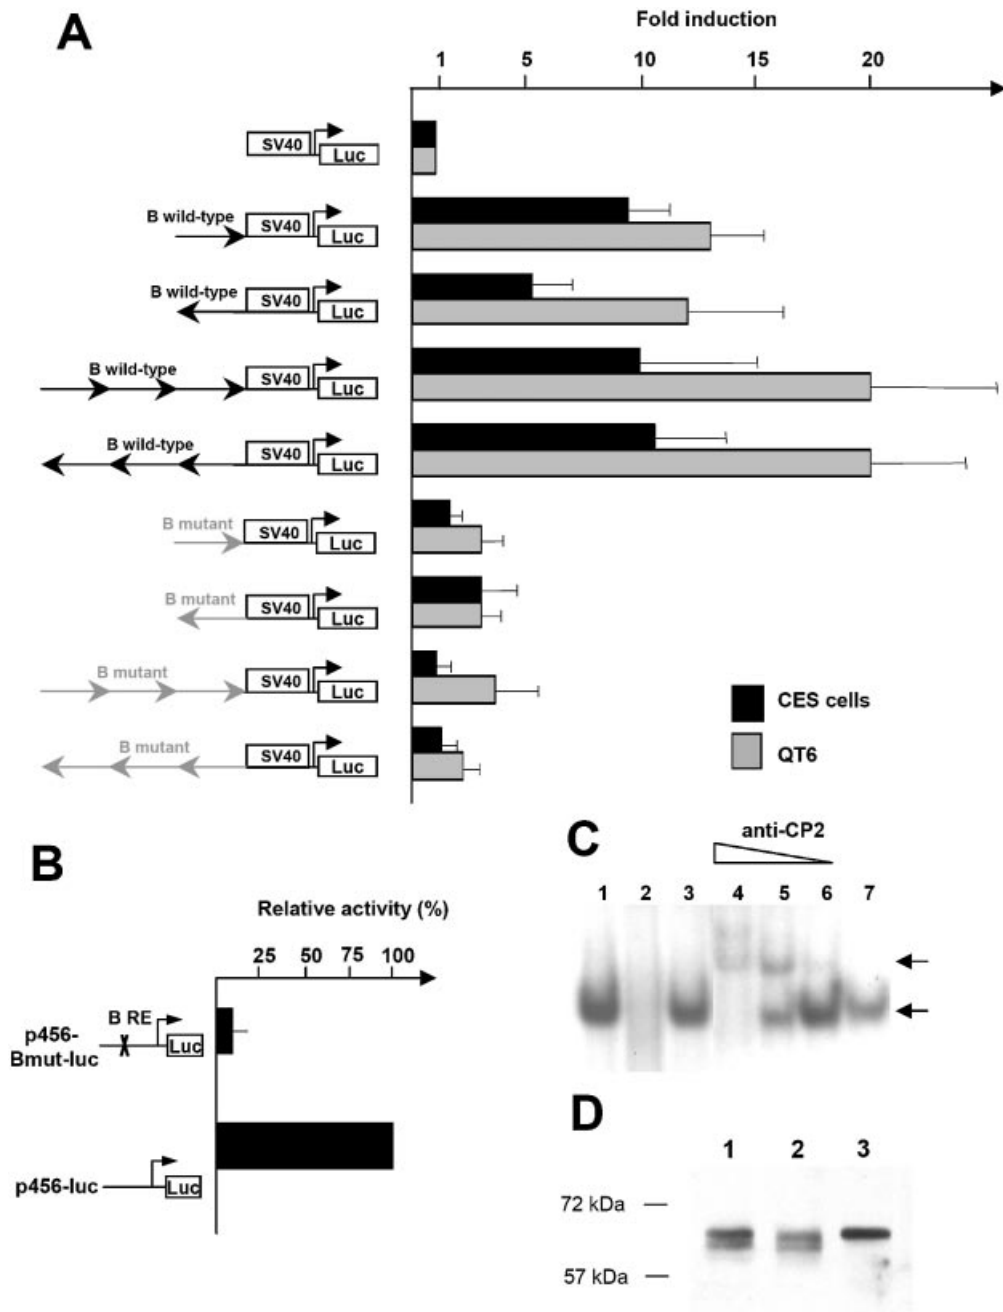 A
Fold induction
1 5 10 15 20
SV40
Luc
B wild-type
SV40
Luc
B wild-type
SV40
Luc
B wild-type
SV40
Luc
B wild-type
SV40
Luc
B mutant
SV40
Luc
B mutant
SV40
Luc
B mutant
SV40
Luc
B mutant
SV40
Luc
CES cells
QT6
B
Relative activity (%)
25 50 75 100
B RE
p456-
Bmut-luc
Luc
p456-luc
Luc
C
anti-CP2
1 2 3 4 5 6 7
D
1 2 3
72 kDa
57 kDa